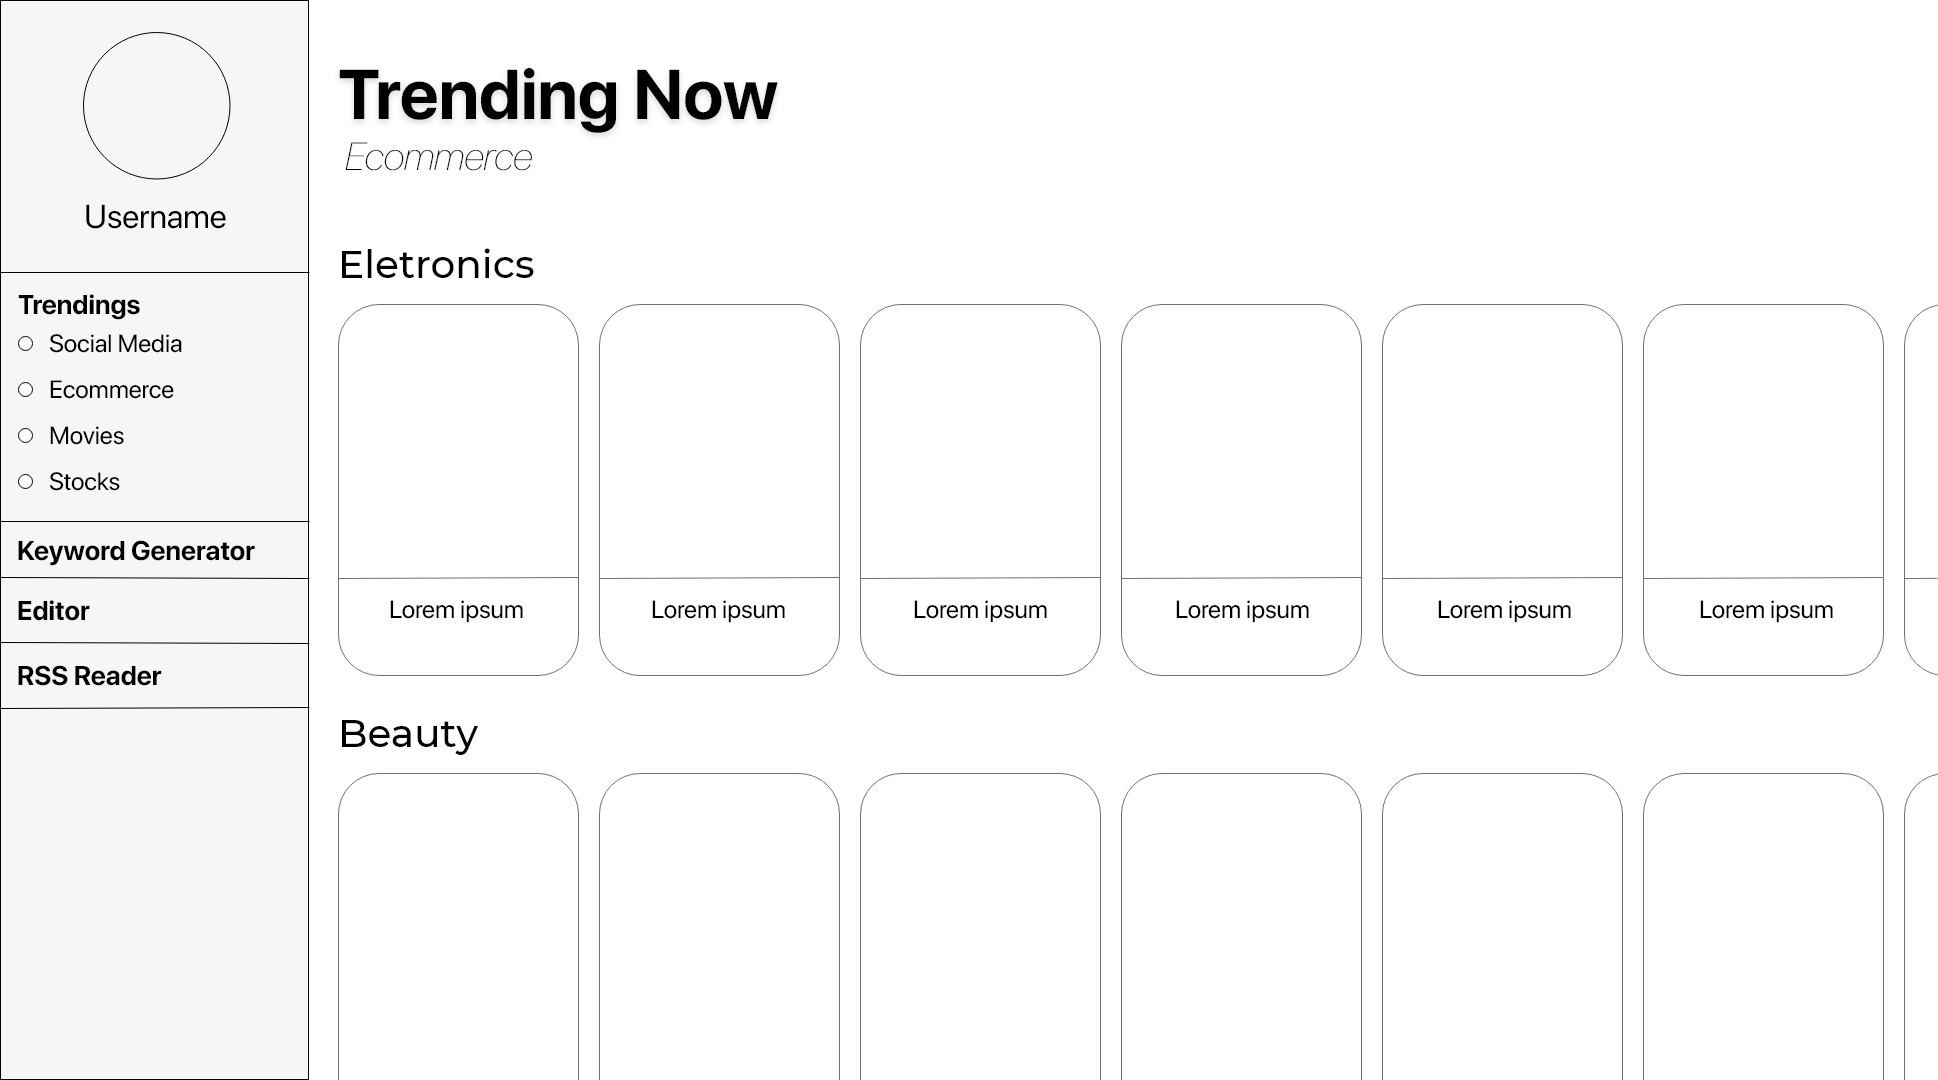 Username
Trendings
Social Media
Ecommerce
Movies
Stocks
Keyword Generator
Editor
RSS Reader
Trending Now
Ecommerce
Eletronics
Lorem ipsum
Lorem ipsum
Lorem ipsum
Lorem ipsum
Lorem ipsum
Lorem ipsum
Beauty